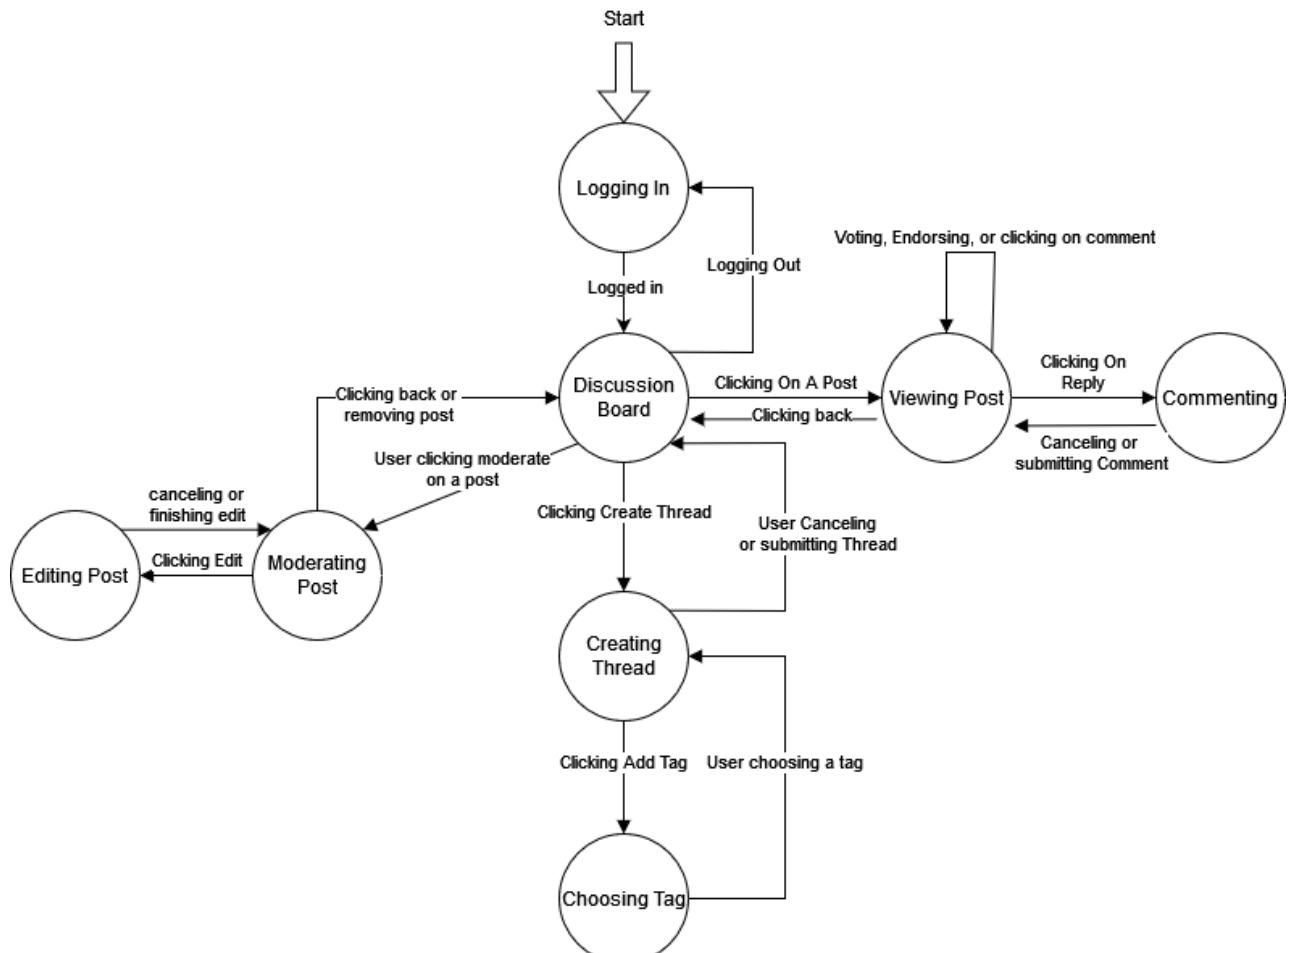 Start
Logging In
Voting, Endorsing, or clicking on comment
Logging Out
Logged in
Clicking On
Reply
Discussion
Board
Clicking On A Post
Viewing Post
Commenting
Clicking back or
removing post
Clicking back
Canceling or
submitting Comment
User clicking moderate
on a post
canceling or
finishing edit
Clicking Create Thread
User Canceling
or submitting Thread
Editing Post
Clicking Edit
Moderating
Post
Creating
Thread
Clicking Add Tag
User choosing a tag
Choosing Tag